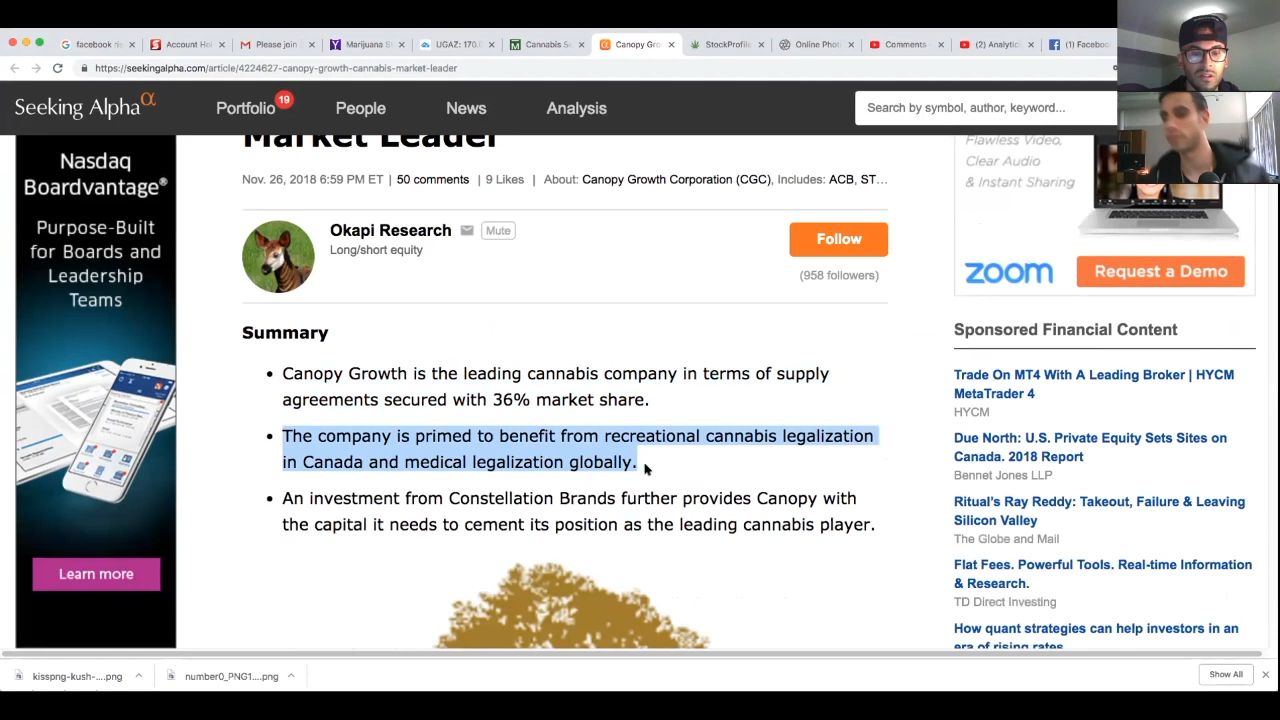 facebook ri
Account Ho
Please join
Marijuana S
UGAZ: 170.
Cannabis S
Canopy Gro
StockProfil
Online Phot
Comments -
(2) Analytic
(1) Faceboo
https://seekingalpha.com/article/4224627-canopy-growth-cannabis-market-leader
Seeking Alpha α
Portfolio
19
People
News
Analysis
Search by symbol, author, keyword...
Market Leader
Nov. 26, 2018 6:59 PM ET | 50 comments | 9 Likes | About: Canopy Growth Corporation (CGC), Includes: ACB, ST…
Okapi Research
Mute
Long/short equity
Follow
(958 followers)
Summary
• Canopy Growth is the leading cannabis company in terms of supply
agreements secured with 36% market share.
• The company is primed to benefit from recreational cannabis legalization
in Canada and medical legalization globally.
• An investment from Constellation Brands further provides Canopy with
the capital it needs to cement its position as the leading cannabis player.
Nasdaq
Boardvantage®
Purpose-Built
for Boards and
Leadership
Teams
Learn more
Flawless Video,
Clear Audio
& Instant Sharing
zoom
Request a Demo
Sponsored Financial Content
Trade On MT4 With A Leading Broker | HYCM
MetaTrader 4
HYCM
Due North: U.S. Private Equity Sets Sites on
Canada. 2018 Report
Bennet Jones LLP
Ritual's Ray Reddy: Takeout, Failure & Leaving
Silicon Valley
The Globe and Mail
Flat Fees. Powerful Tools. Real-time Information
& Research.
TD Direct Investing
How quant strategies can help investors in an
era of rising rates
kisspng-kush-....png
number0_PNG1....png
Show All